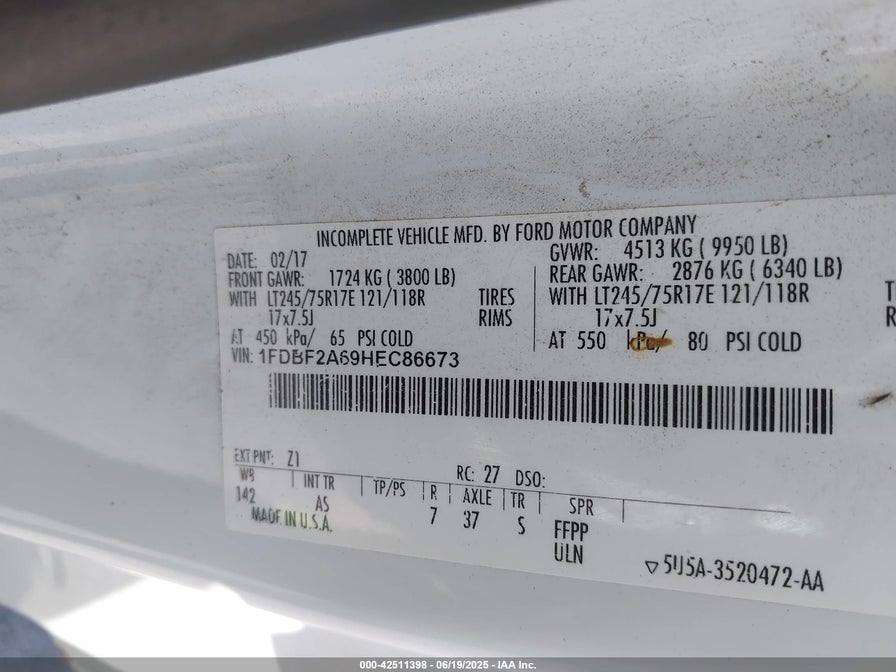 INCOMPLETE VEHICLE MFD. BY FORD MOTOR COMPANY
DATE: 02/17 GVWR: 4513 KG ( 9950 LB)
FRONT GAWR: 1724 KG ( 3800 LB) REAR GAWR: 2876 KG ( 6340 LB)
WITH LT245/75R17E 121/118R TIRES WITH LT245/75R17E 121/118R T
17x7.5J RIMS 17x7.5J R
AT 450 kPa/ 65 PSI COLD AT 550 kPa/ 80 PSI COLD
VIN: 1FDBF2A69HEC86673
EXT PNT: Z1 RC: 27 DSO:
WB INT TR TP/PS R AXLE TR SPR
142 AS 7 37 S FFPP
MADE IN U.S.A. ULN
5U5A-3520472-AA
000-42511398 - 06/19/2025 - IAA Inc.